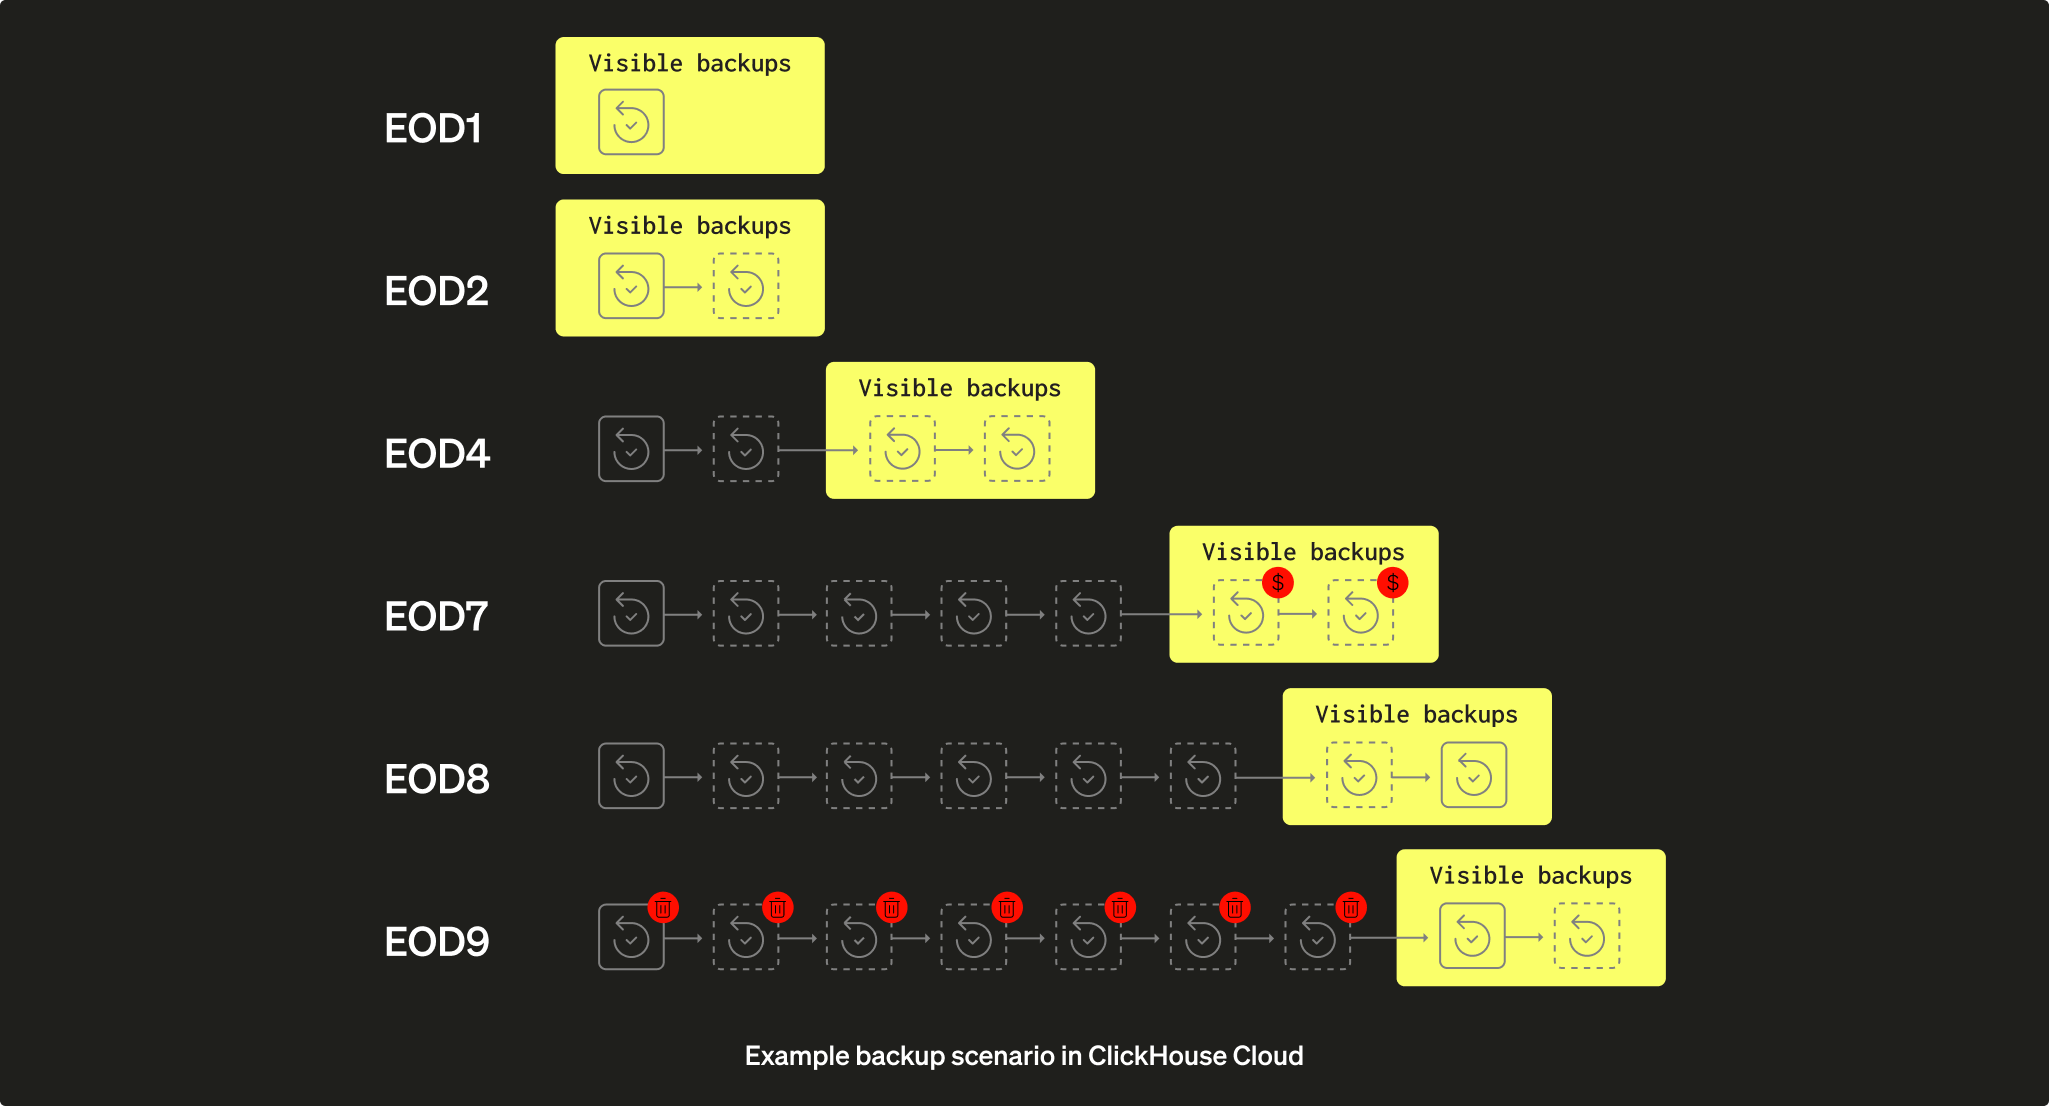 Visible backups
EOD1
Visible backups
EOD2
Visible backups
EOD4
Visible backups
$ $
EOD7
Visible backups
EOD8
Visible backups
EOD9
Example backup scenario in ClickHouse Cloud